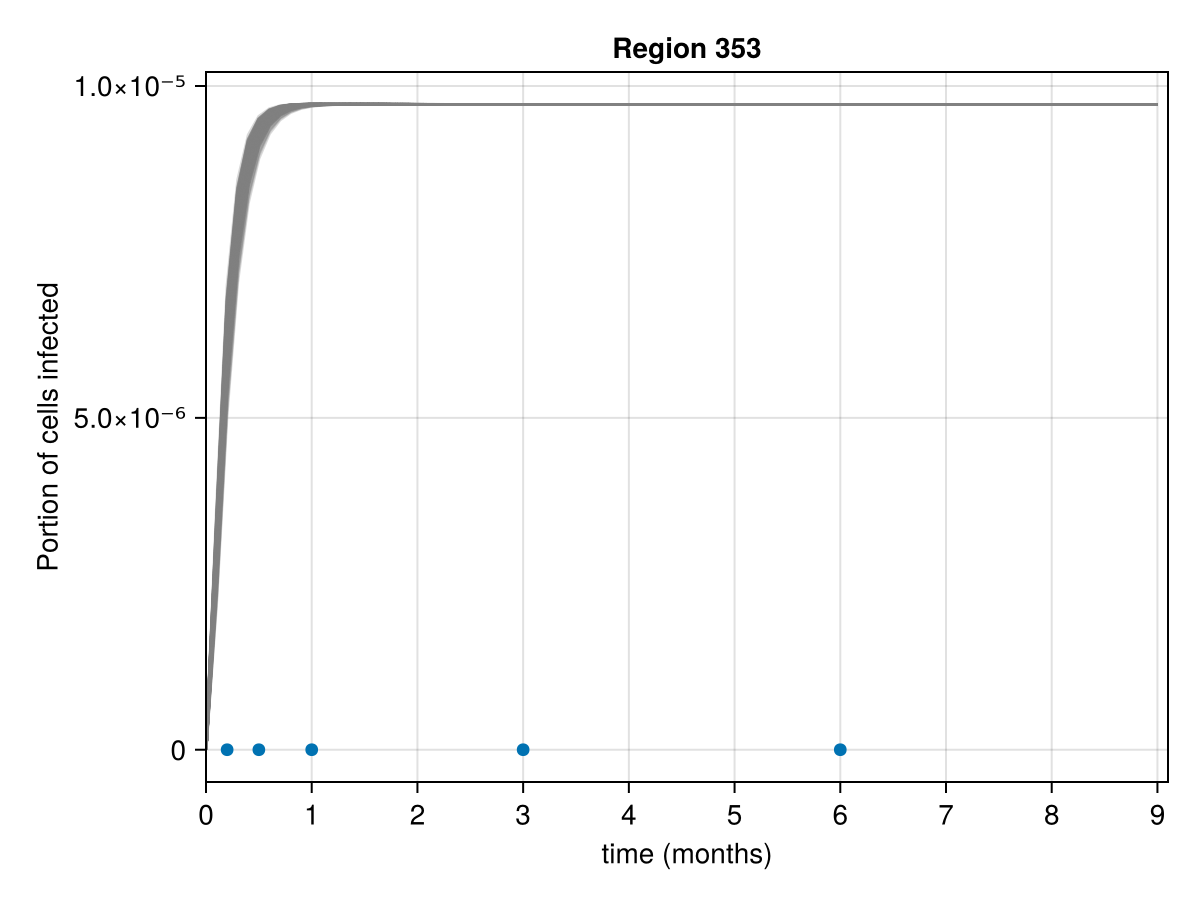 Region 353
1.0×10⁻⁵
5.0×10⁻⁶
0
Portion of cells infected
0 1 2 3 4 5 6 7 8 9
time (months)